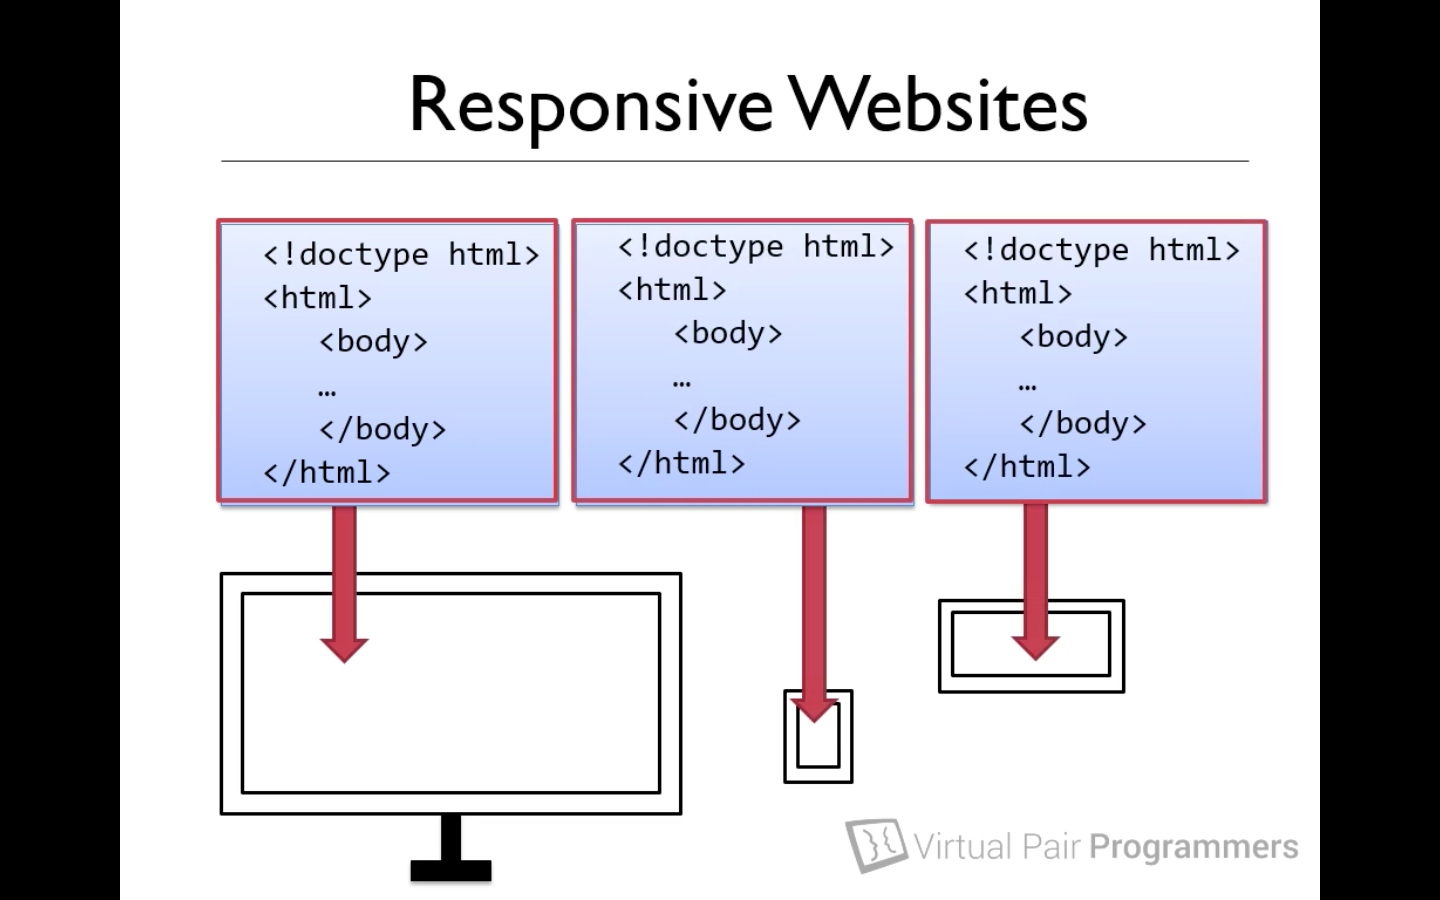 Responsive Websites
<!doctype html>
<html>
<body>
…
</body>
</html>
<!doctype html>
<html>
<body>
…
</body>
</html>
<!doctype html>
<html>
<body>
…
</body>
</html>
Virtual Pair Programmers